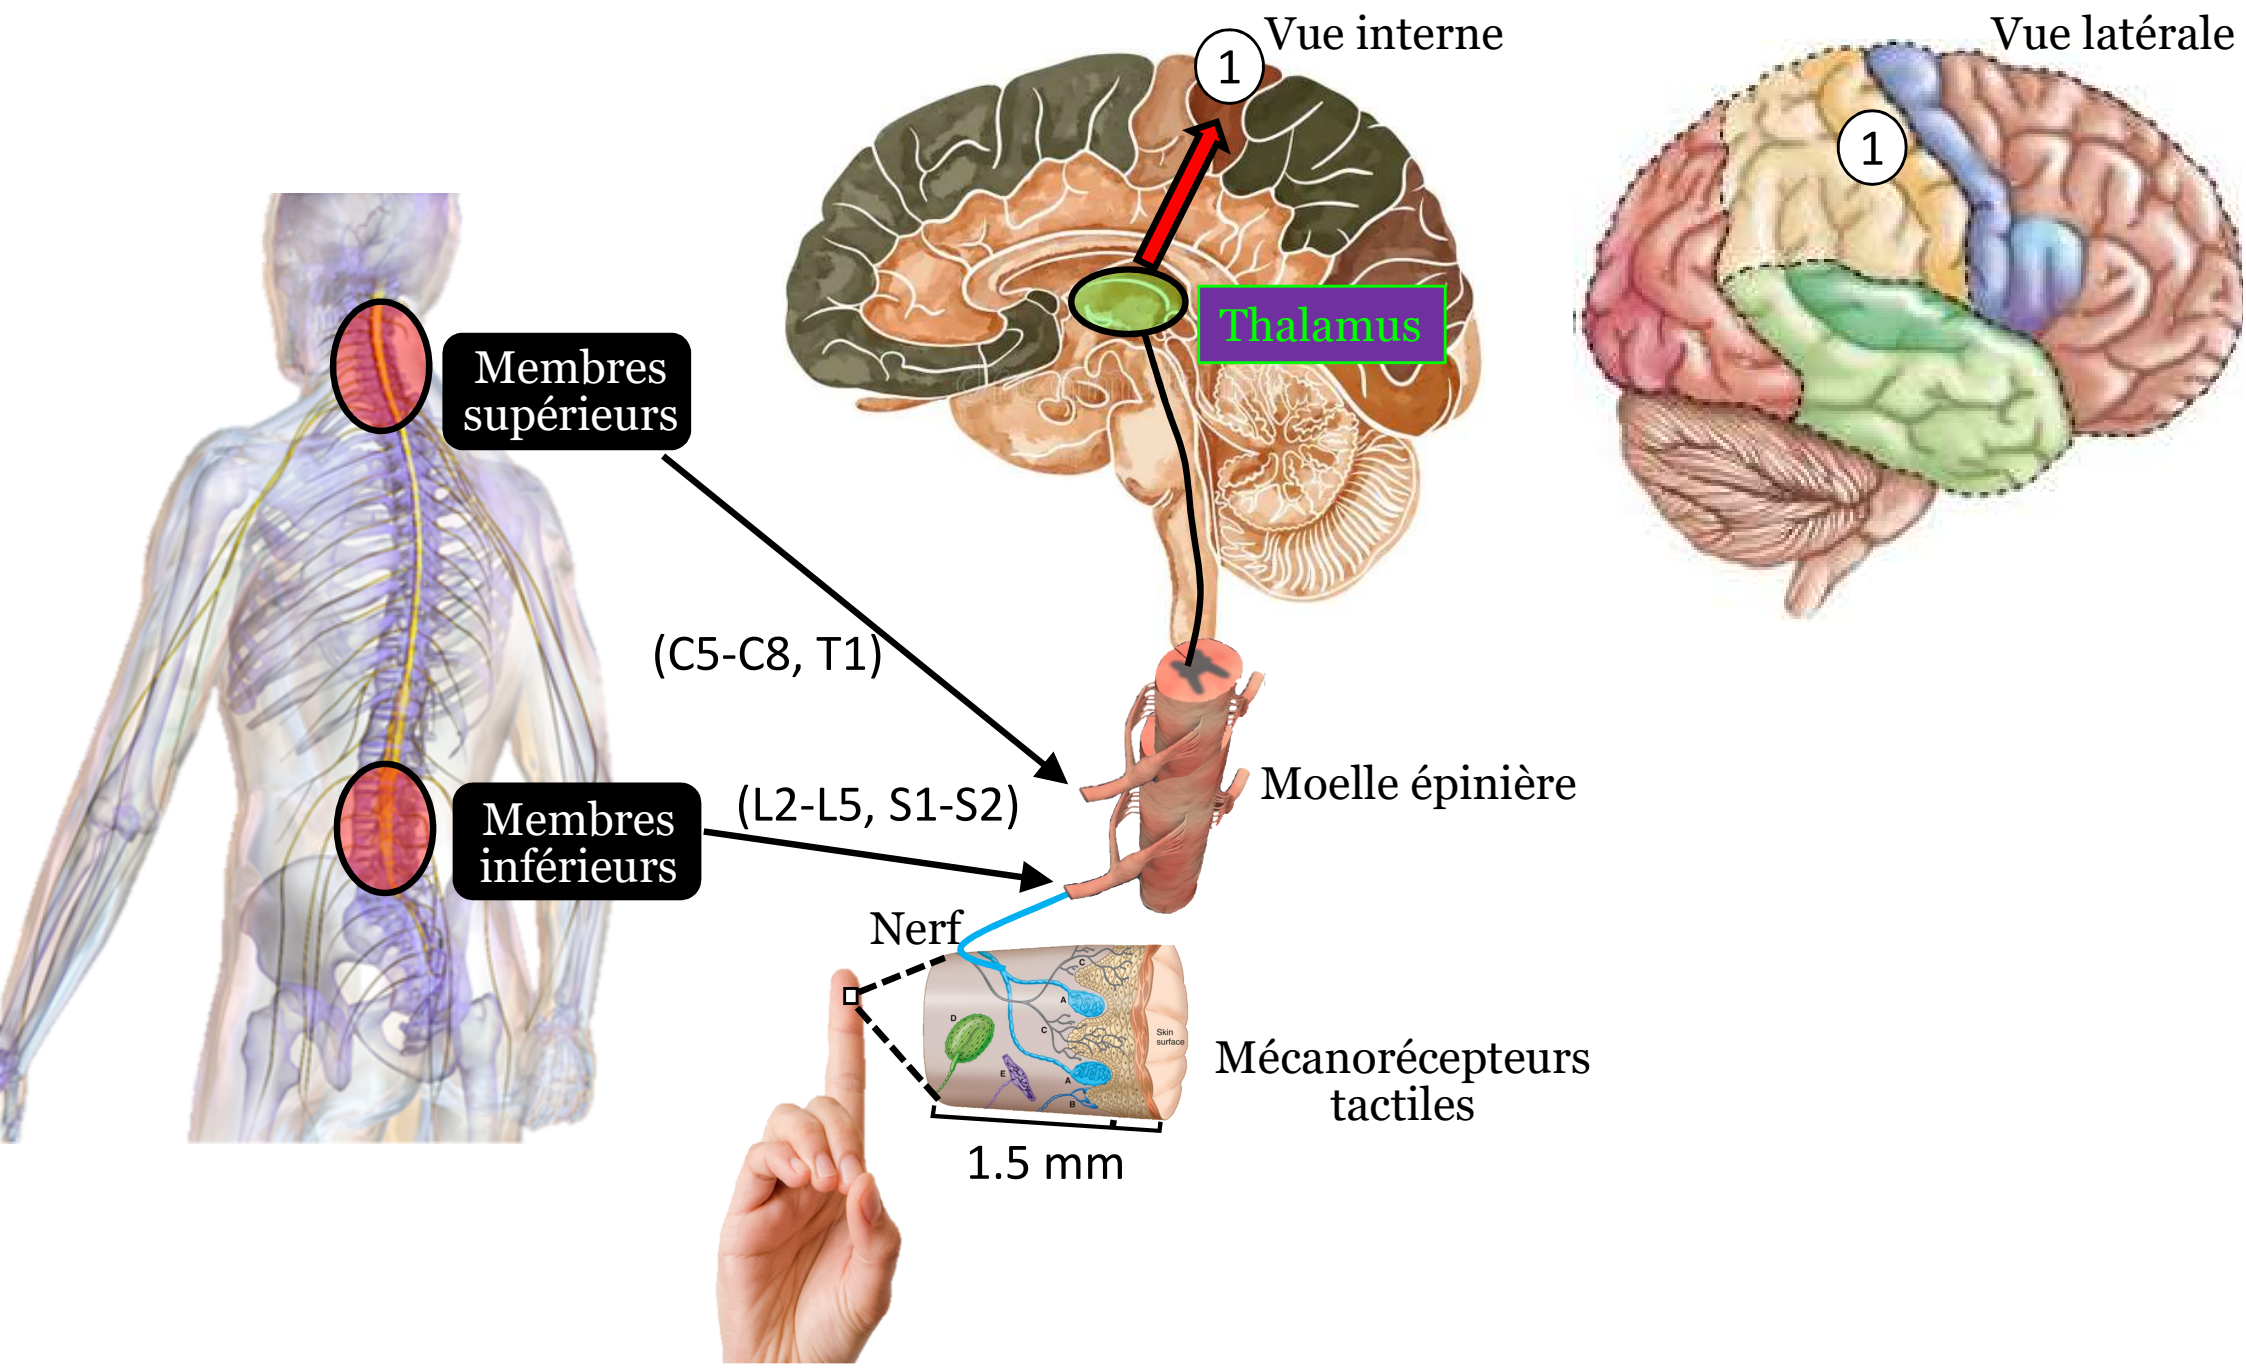 Vue interne
1
Vue latérale
1
Thalamus
Membres
supérieurs
(C5-C8, T1)
Membres
inférieurs
(L2-L5, S1-S2)
Moelle épinière
Nerf
C
A
D
C
Skin
surface
E
A
B
Mécanorécepteurs
tactiles
1.5 mm